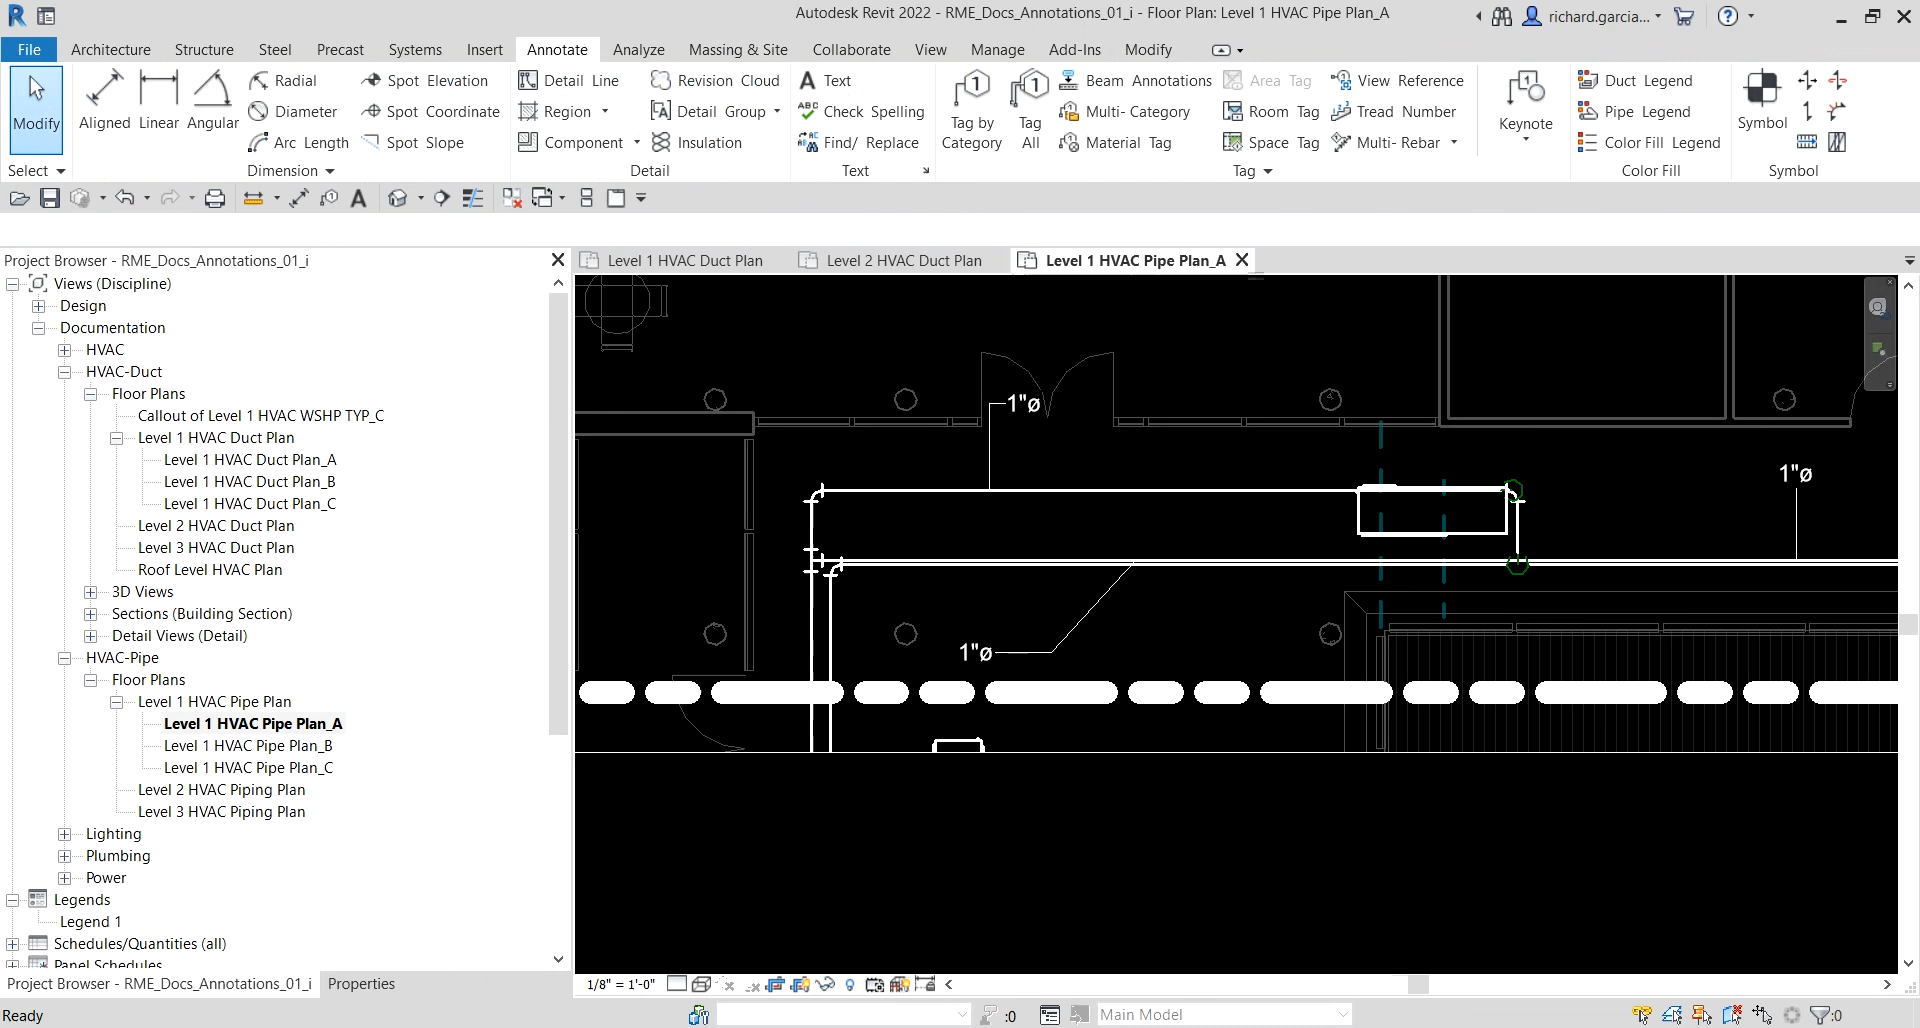 Autodesk Revit 2022 - RME_Docs_Annotations_01_i - Floor Plan: Level 1 HVAC Pipe Plan_A
richard.garcia...
File Architecture Structure Steel Precast Systems Insert Annotate Analyze Massing & Site Collaborate View Manage Add-Ins Modify
Modify
Select
Aligned Linear Angular
Radial
Diameter
Arc Length
Spot Elevation
Spot Coordinate
Spot Slope
Dimension
Detail Line
Region
Component
Revision Cloud
Detail Group
Insulation
Detail
Text
Check Spelling
Find/ Replace
Text
Tag by
Category
Tag
All
Beam Annotations
Multi- Category
Material Tag
Area Tag
Room Tag
Space Tag
View Reference
Tread Number
Multi- Rebar
Tag
Keynote
Duct Legend
Pipe Legend
Color Fill Legend
Color Fill
Symbol
Symbol
Project Browser - RME_Docs_Annotations_01_i
Views (Discipline)
Design
Documentation
HVAC
HVAC-Duct
Floor Plans
Callout of Level 1 HVAC WSHP TYP_C
Level 1 HVAC Duct Plan
Level 1 HVAC Duct Plan_A
Level 1 HVAC Duct Plan_B
Level 1 HVAC Duct Plan_C
Level 2 HVAC Duct Plan
Level 3 HVAC Duct Plan
Roof Level HVAC Plan
3D Views
Sections (Building Section)
Detail Views (Detail)
HVAC-Pipe
Floor Plans
Level 1 HVAC Pipe Plan
Level 1 HVAC Pipe Plan_A
Level 1 HVAC Pipe Plan_B
Level 1 HVAC Pipe Plan_C
Level 2 HVAC Piping Plan
Level 3 HVAC Piping Plan
Lighting
Plumbing
Power
Legends
Legend 1
Schedules/Quantities (all)
Panel Schedules
Project Browser - RME_Docs_Annotations_01_i Properties
Level 1 HVAC Duct Plan Level 2 HVAC Duct Plan Level 1 HVAC Pipe Plan_A
1"ø
1"ø
1"ø
1/8" = 1'-0"
Ready
:0
Main Model
:0